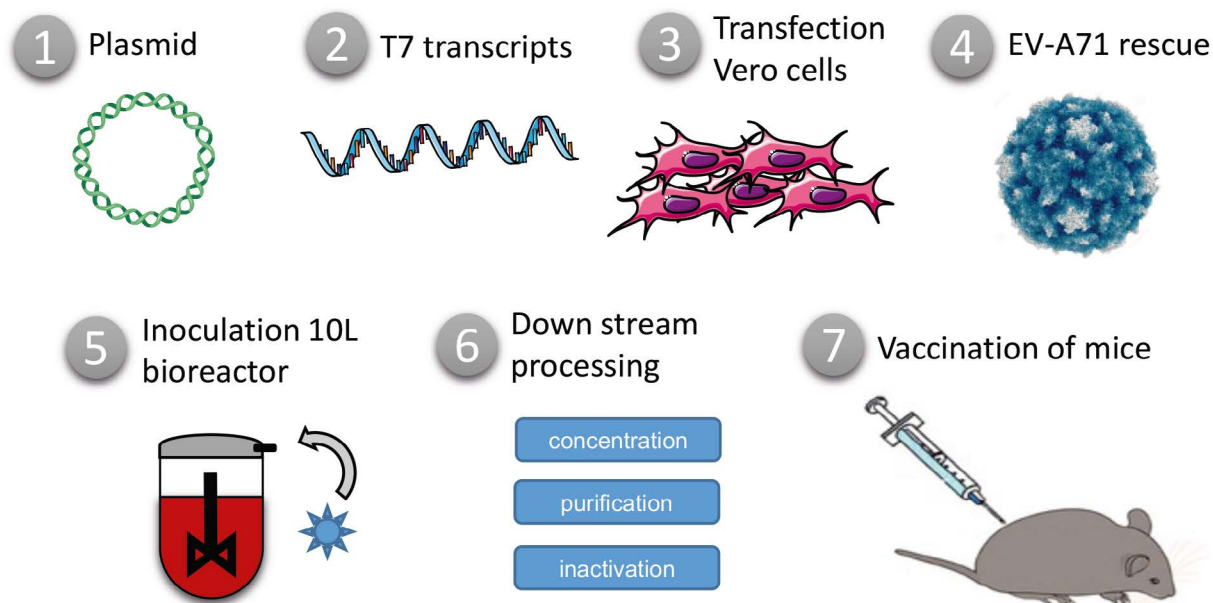 1 Plasmid
2 T7 transcripts
3 Transfection
Vero cells
4 EV-A71 rescue
5 Inoculation 10L
bioreactor
6 Down stream
processing
concentration
purification
inactivation
7 Vaccination of mice